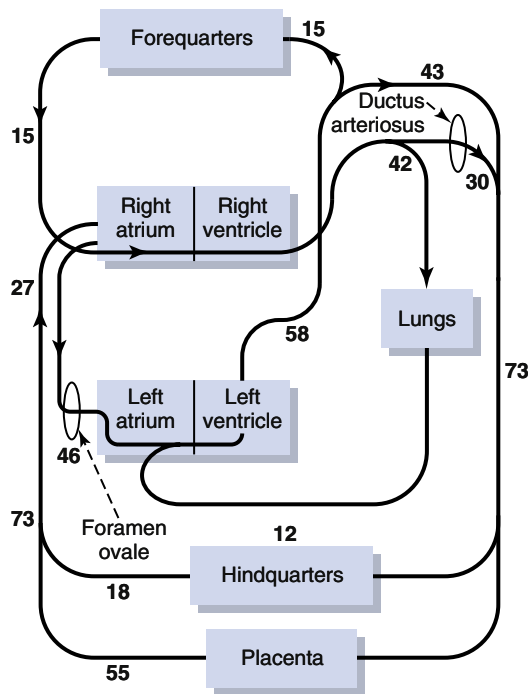 Forequarters
15
43
Ductus
arteriosus
15
42
30
Right
atrium
Right
ventricle
27
Lungs
58
73
Left
atrium
Left
ventricle
46
73
Foramen
ovale
12
Hindquarters
18
Placenta
55